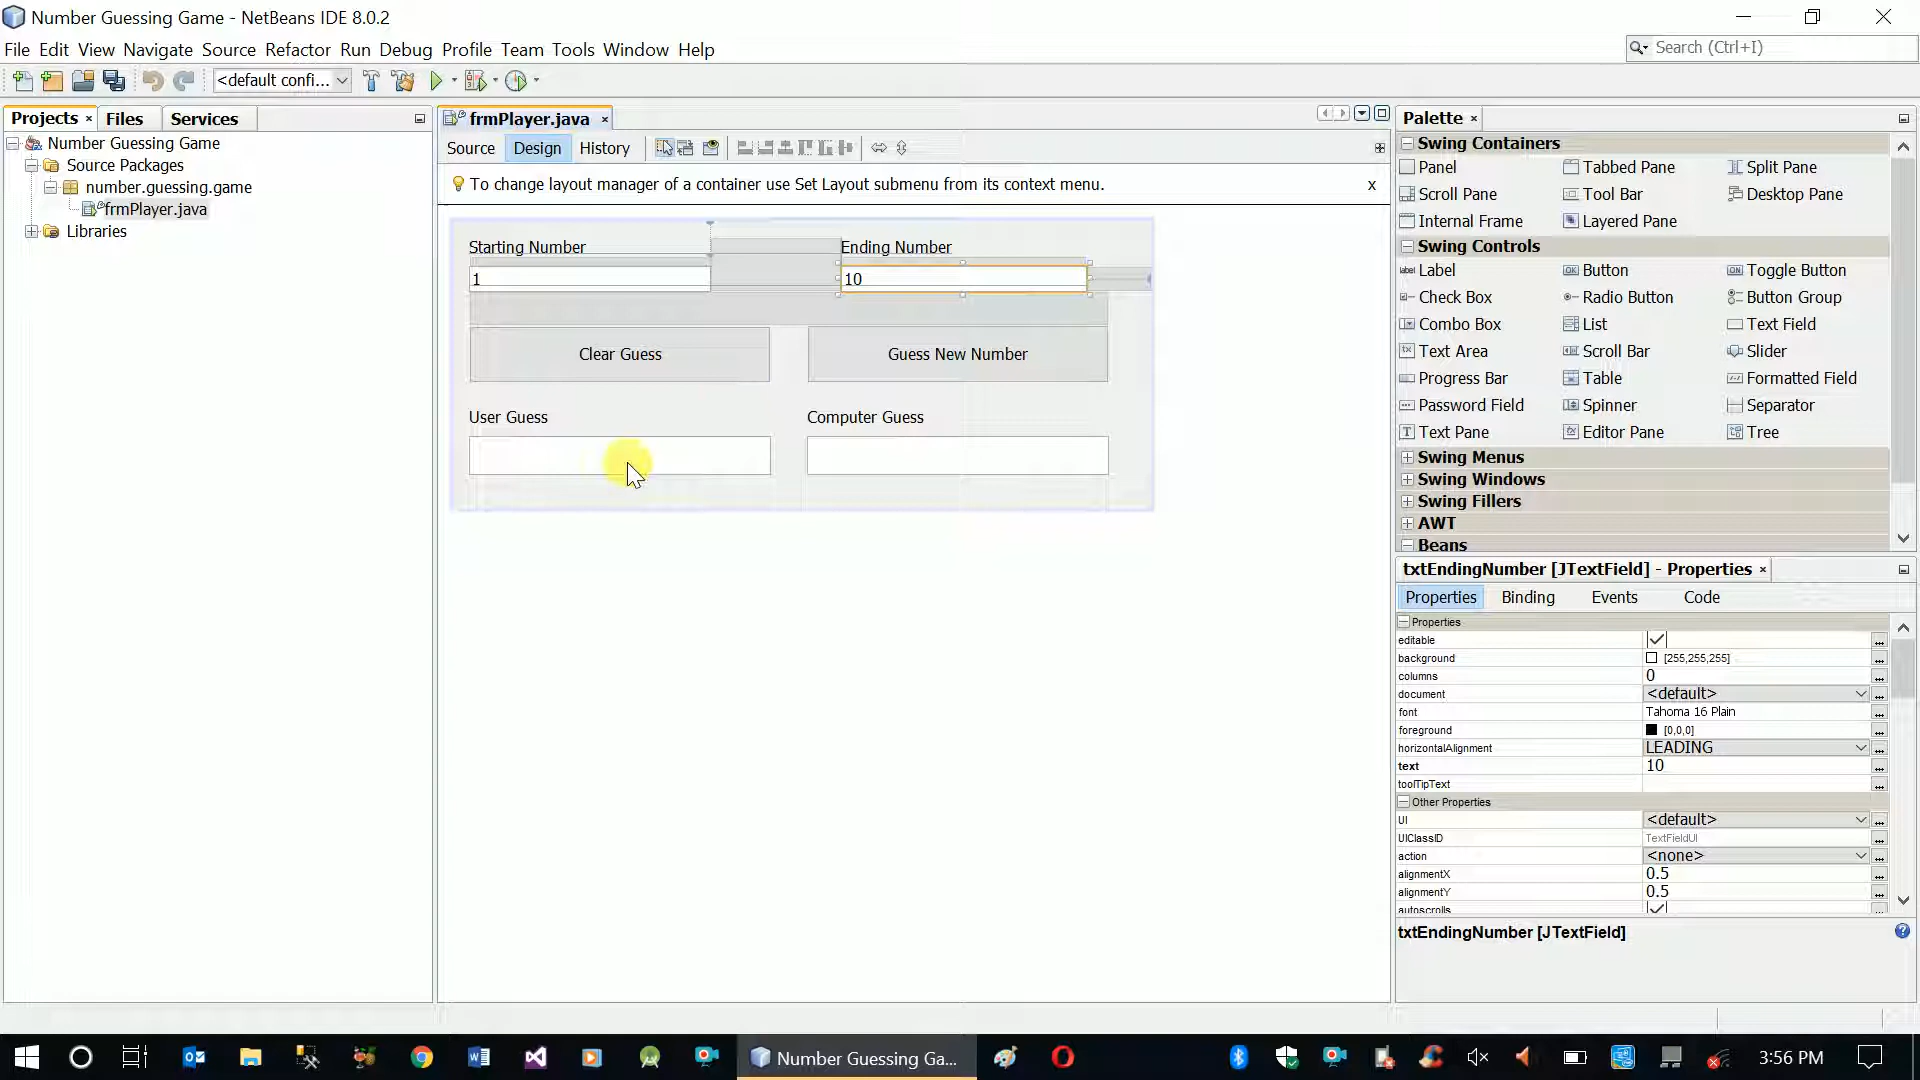 Number Guessing Game - NetBeans IDE 8.0.2
File Edit View Navigate Source Refactor Run Debug Profile Team Tools Window Help
Search (Ctrl+I)
<default confi...
Projects
Files
Services
Number Guessing Game
Source Packages
number.guessing.game
frmPlayer.java
Libraries
frmPlayer.java
Source
Design
History
To change layout manager of a container use Set Layout submenu from its context menu.
x
Starting Number
Ending Number
1
10
Clear Guess
Guess New Number
User Guess
Computer Guess
Palette
Swing Containers
Panel
Tabbed Pane
Split Pane
Scroll Pane
Tool Bar
Desktop Pane
Internal Frame
Layered Pane
Swing Controls
Label
Button
Toggle Button
Check Box
Radio Button
Button Group
Combo Box
List
Text Field
Text Area
Scroll Bar
Slider
Progress Bar
Table
Formatted Field
Password Field
Spinner
Separator
Text Pane
Editor Pane
Tree
Swing Menus
Swing Windows
Swing Fillers
AWT
Beans
txtEndingNumber [JTextField] - Properties
Properties
Binding
Events
Code
Properties
editable
background [255,255,255]
columns 0
document <default>
font Tahoma 16 Plain
foreground [0,0,0]
horizontalAlignment LEADING
text 10
toolTipText
Other Properties
UI <default>
UIClassID TextFieldUI
action <none>
alignmentX 0.5
alignmentY 0.5
autoscrolls
txtEndingNumber [JTextField]
Number Guessing Ga...
3:56 PM